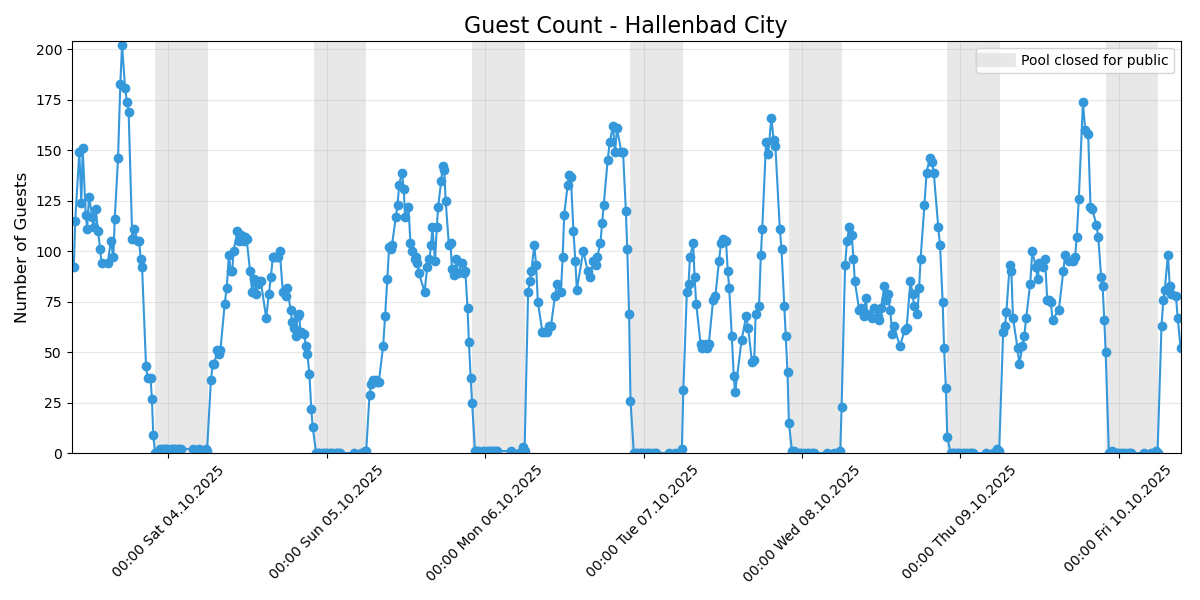 Guest Count - Hallenbad City
Pool closed for public
Number of Guests
200
175
150
125
100
75
50
25
0
00:00 Sat 04.10.2025
00:00 Sun 05.10.2025
00:00 Mon 06.10.2025
00:00 Tue 07.10.2025
00:00 Wed 08.10.2025
00:00 Thu 09.10.2025
00:00 Fri 10.10.2025